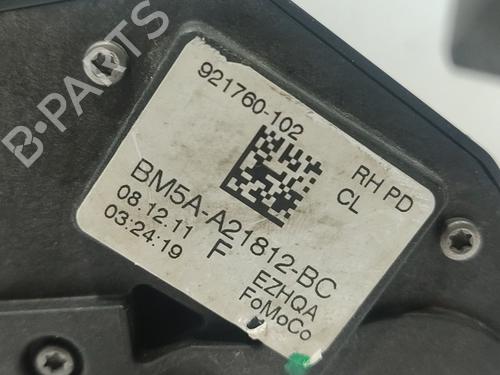 B-PARTS
921760-102
RH PD
CL
BM5A-A21812-BC
08.12.11
F
EZHQA
03:24:19
FoMoCo